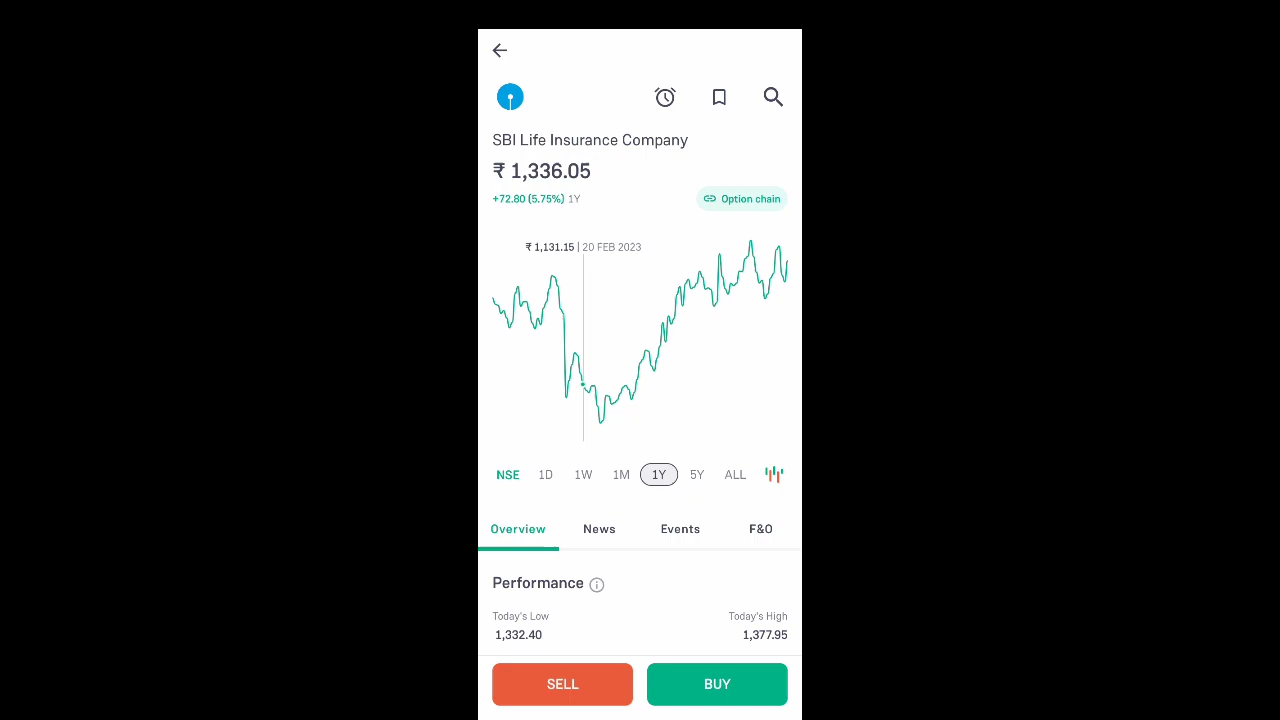 SBI Life Insurance Company
₹ 1,336.05
+72.80 (5.75%) 1Y
Option chain
₹ 1,131.15 | 20 FEB 2023
NSE 1D 1W 1M 1Y 5Y ALL
Overview News Events F&O
Performance
Today's Low Today's High
1,332.40 1,377.95
SELL BUY